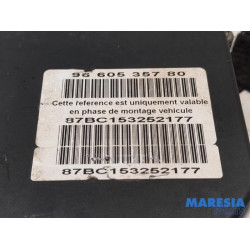 96 605 357 80
Cette reference est uniquement valable
en phase de montage vehicule
87BC153252177
87BC153252177
MARESIA